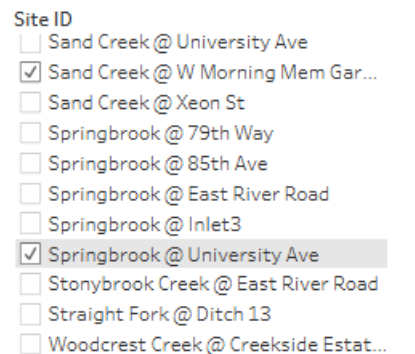 Site ID
Sand Creek @ University Ave
Sand Creek @ W Morning Mem Gar...
Sand Creek @ Xeon St
Springbrook @ 79th Way
Springbrook @ 85th Ave
Springbrook @ East River Road
Springbrook @ Inlet3
Springbrook @ University Ave
Stonybrook Creek @ East River Road
Straight Fork @ Ditch 13
Woodcrest Creek @ Creekside Estat...